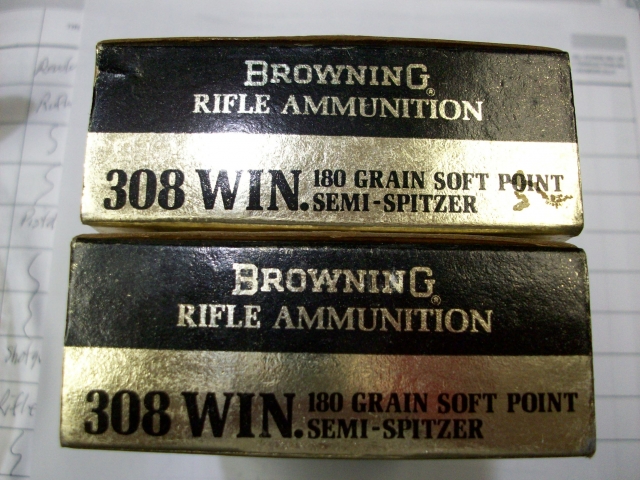 BROWNING®
RIFLE AMMUNITION
308 WIN. 180 GRAIN SOFT POINT
SEMI-SPITZER
BROWNING®
RIFLE AMMUNITION
308 WIN. 180 GRAIN SOFT POINT
SEMI-SPITZER